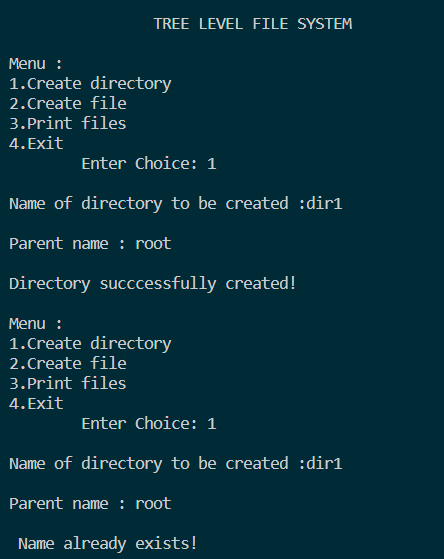 TREE LEVEL FILE SYSTEM
Menu :
1.Create directory
2.Create file
3.Print files
4.Exit
Enter Choice: 1
Name of directory to be created :dir1
Parent name : root
Directory succcessfully created!
Menu :
1.Create directory
2.Create file
3.Print files
4.Exit
Enter Choice: 1
Name of directory to be created :dir1
Parent name : root
Name already exists!